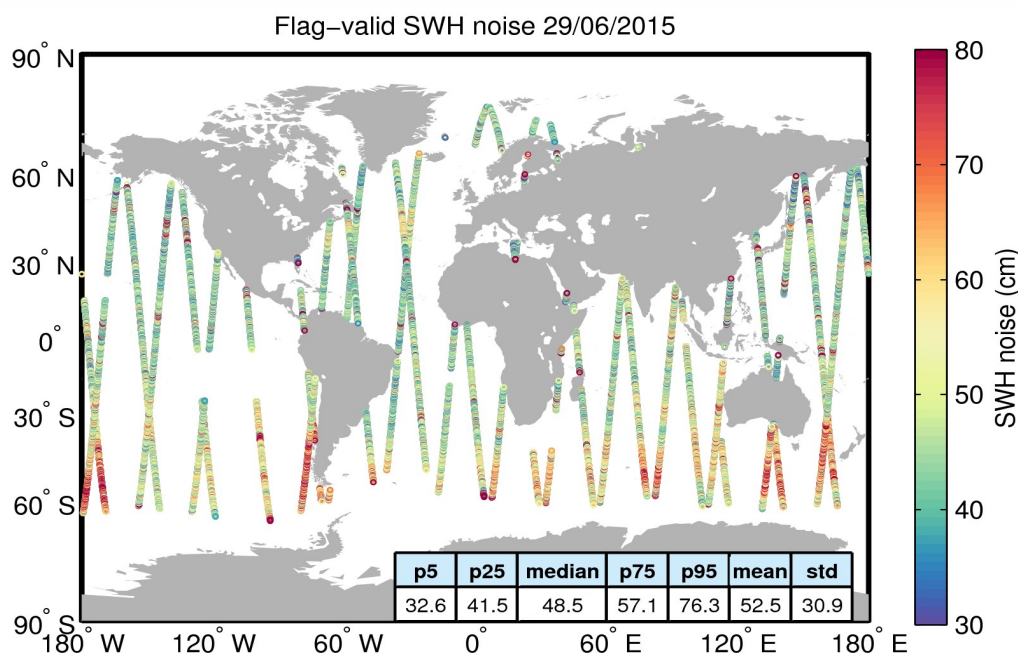 Flag−valid SWH noise 29/06/2015
90° N
60° N
30° N
0°
30° S
60° S
90° S
180° W
120° W
60° W
0°
60° E
120° E
180° E
80
70
60
50
40
30
SWH noise (cm)
p5 p25 median p75 p95 mean std
32.6 41.5 48.5 57.1 76.3 52.5 30.9